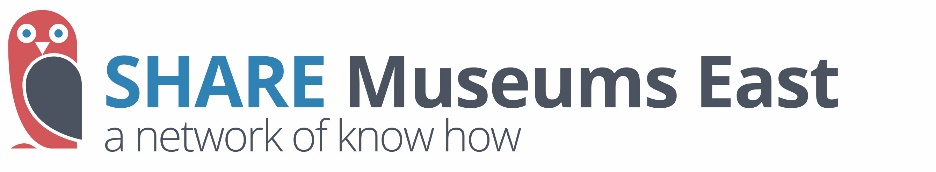 SHARE Museums East
a network of know how